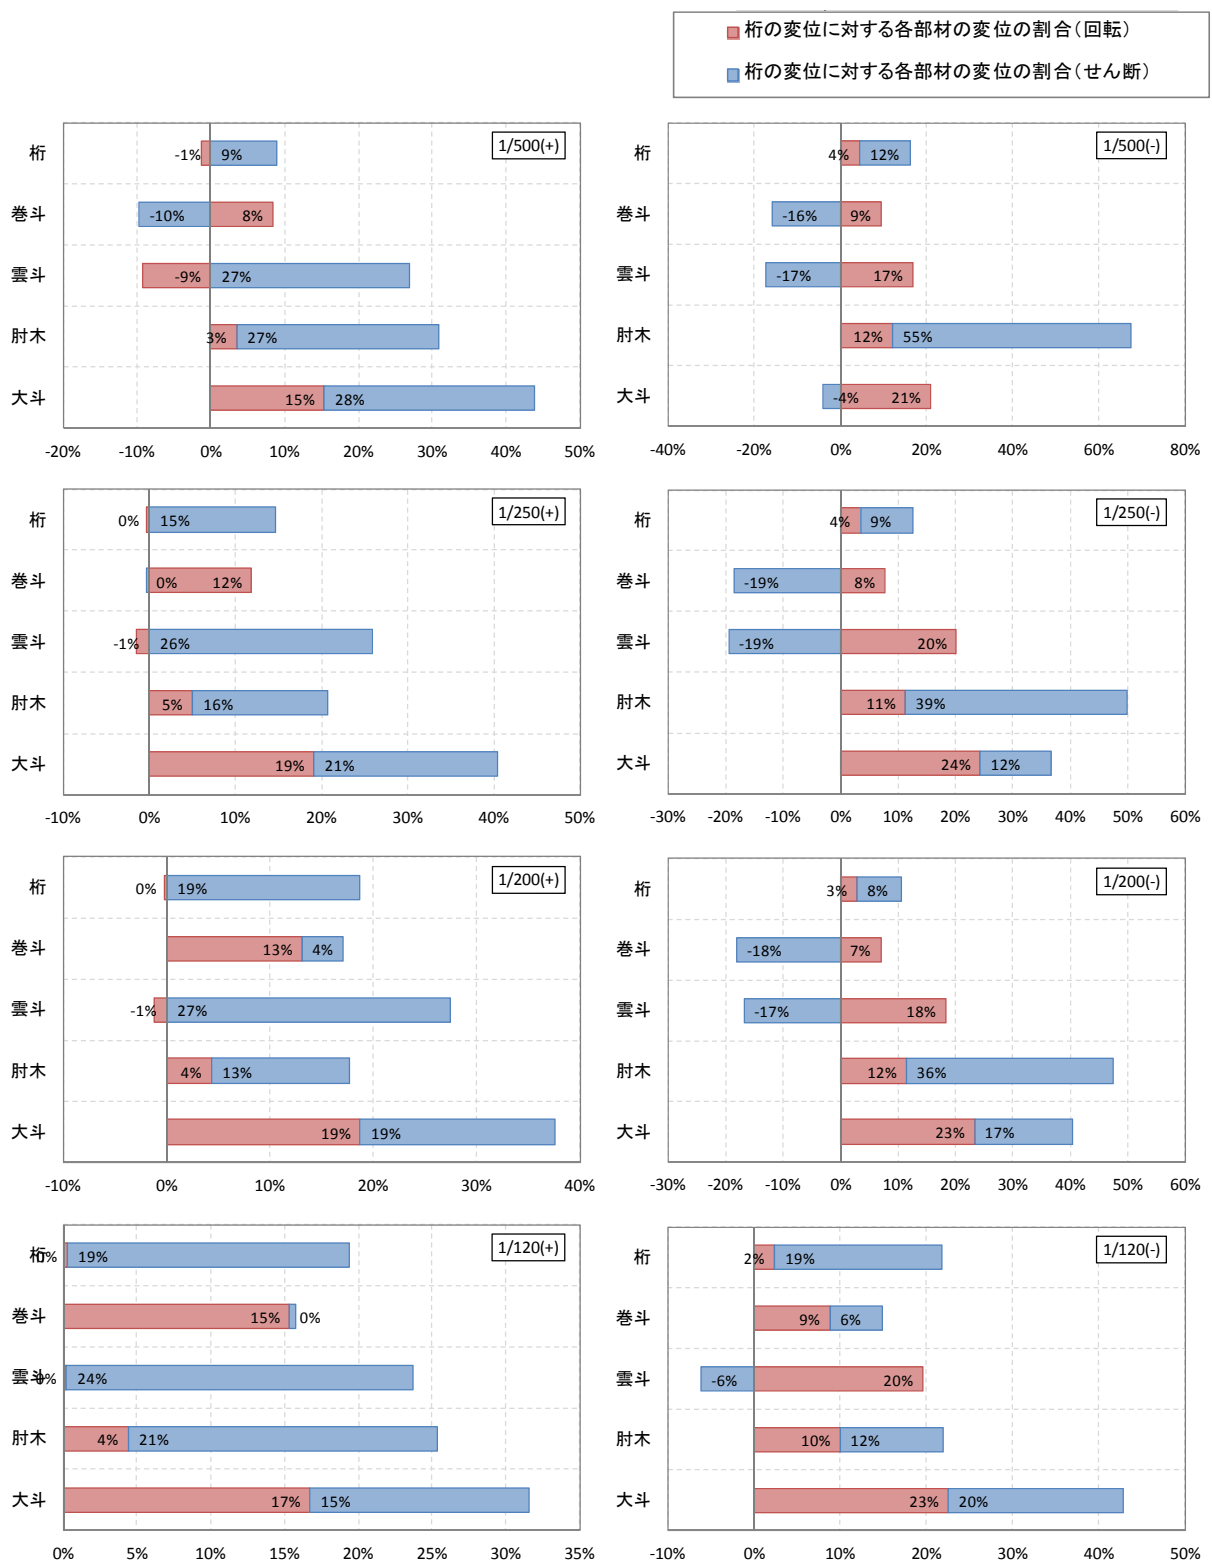 桁の変位に対する各部材の変位の割合(回転)
桁の変位に対する各部材の変位の割合(せん断)
1/500(+)
桁 -1% 9%
巻斗 -10% 8%
雲斗 -9% 27%
肘木 3% 27%
大斗 15% 28%
-20% -10% 0% 10% 20% 30% 40% 50%
1/500(-)
桁 4% 12%
巻斗 -16% 9%
雲斗 -17% 17%
肘木 12% 55%
大斗 -4% 21%
-40% -20% 0% 20% 40% 60% 80%
1/250(+)
桁 0% 15%
巻斗 0% 12%
雲斗 -1% 26%
肘木 5% 16%
大斗 19% 21%
-10% 0% 10% 20% 30% 40% 50%
1/250(-)
桁 4% 9%
巻斗 -19% 8%
雲斗 -19% 20%
肘木 11% 39%
大斗 24% 12%
-30% -20% -10% 0% 10% 20% 30% 40% 50% 60%
1/200(+)
桁 0% 19%
巻斗 13% 4%
雲斗 -1% 27%
肘木 4% 13%
大斗 19% 19%
-10% 0% 10% 20% 30% 40%
1/200(-)
桁 3% 8%
巻斗 -18% 7%
雲斗 -17% 18%
肘木 12% 36%
大斗 23% 17%
-30% -20% -10% 0% 10% 20% 30% 40% 50% 60%
1/120(+)
桁 0% 19%
巻斗 15% 0%
雲斗 0% 24%
肘木 4% 21%
大斗 17% 15%
0% 5% 10% 15% 20% 25% 30% 35%
1/120(-)
桁 2% 19%
巻斗 9% 6%
雲斗 -6% 20%
肘木 10% 12%
大斗 23% 20%
-10% 0% 10% 20% 30% 40% 50%